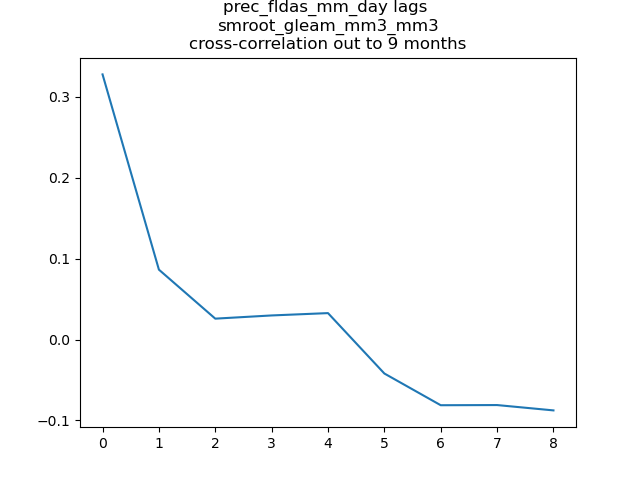 prec_fldas_mm_day lags
smroot_gleam_mm3_mm3
cross-correlation out to 9 months
0.3
0.2
0.1
0.0
−0.1
0 1 2 3 4 5 6 7 8